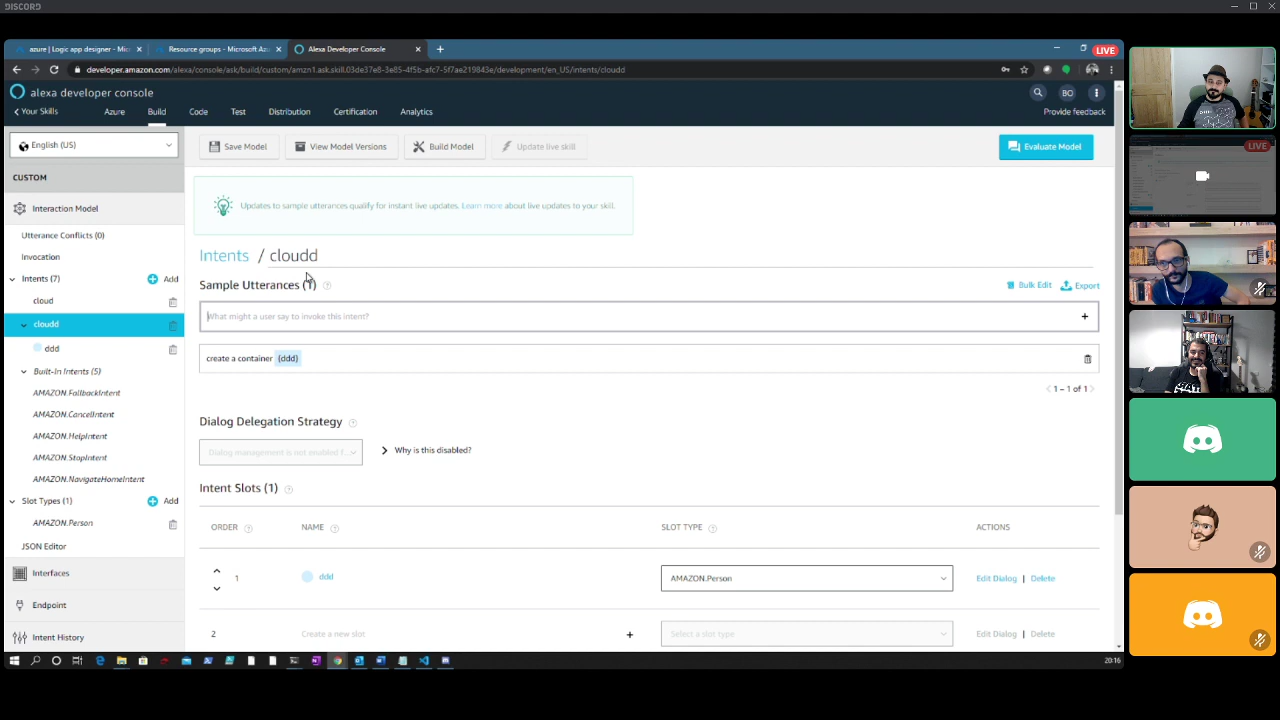 DISCORD
azure | Logic app designer - Mic
Resource groups - Microsoft Azu
Alexa Developer Console
LIVE
developer.amazon.com/alexa/console/ask/build/custom/amzn1.ask.skill.03de37e8-3e85-4f5b-afc7-5f7ae219843e/development/en_US/intents/cloudd
alexa developer console
BO
Your Skills
Azure
Build
Code
Test
Distribution
Certification
Analytics
Provide feedback
English (US)
Save Model
View Model Versions
Build Model
Update live skill
Evaluate Model
CUSTOM
Interaction Model
Updates to sample utterances qualify for instant live updates. Learn more about live updates to your skill.
Utterance Conflicts (0)
Invocation
Intents (7)
Add
cloud
cloudd
ddd
Built-In Intents (5)
AMAZON.FallbackIntent
AMAZON.CancelIntent
AMAZON.HelpIntent
AMAZON.StopIntent
AMAZON.NavigateHomeIntent
Slot Types (1)
Add
AMAZON.Person
JSON Editor
Interfaces
Endpoint
Intent History
Intents / cloudd
Sample Utterances (1)
Bulk Edit
Export
What might a user say to invoke this intent?
create a container {ddd}
1 – 1 of 1
Dialog Delegation Strategy
Dialog management is not enabled f...
Why is this disabled?
Intent Slots (1)
ORDER
NAME
SLOT TYPE
ACTIONS
1
ddd
AMAZON.Person
Edit Dialog | Delete
2
Create a new slot
Select a slot type
Edit Dialog | Delete
20:16
LIVE